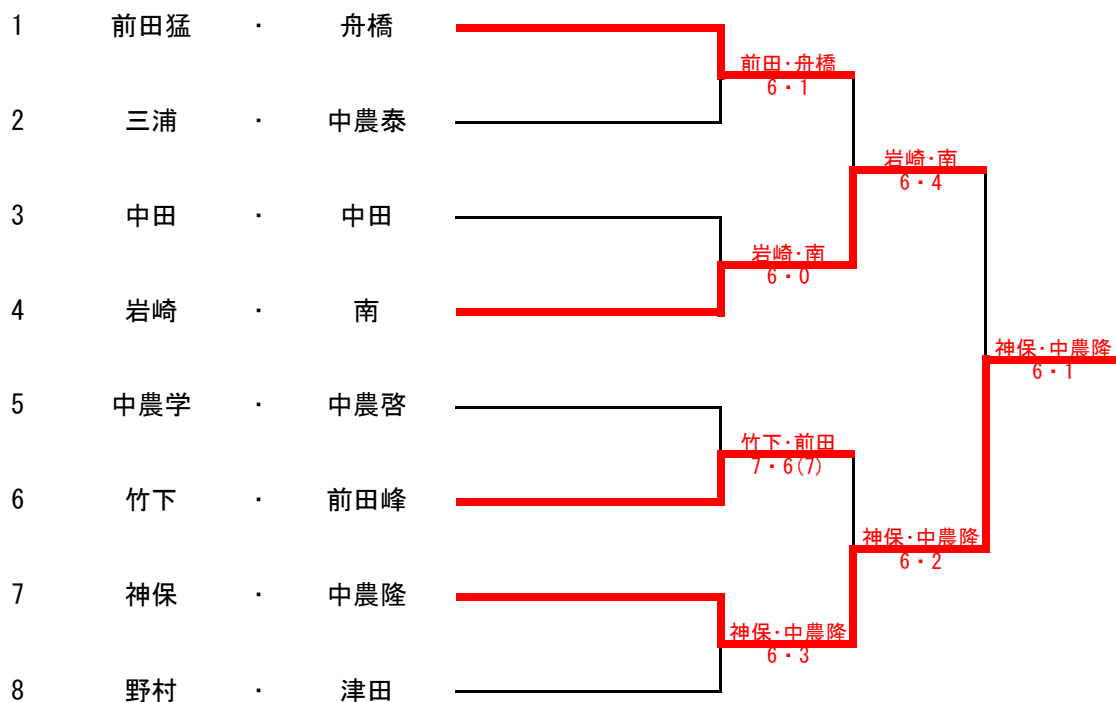 1 前田猛 ・ 舟橋
前田・舟橋
6・1
2 三浦 ・ 中農泰
岩崎・南
6・4
3 中田 ・ 中田
岩崎・南
6・0
4 岩崎 ・ 南
神保・中農隆
6・1
5 中農学 ・ 中農啓
竹下・前田
7・6(7)
6 竹下 ・ 前田峰
神保・中農隆
6・2
7 神保 ・ 中農隆
神保・中農隆
6・3
8 野村 ・ 津田